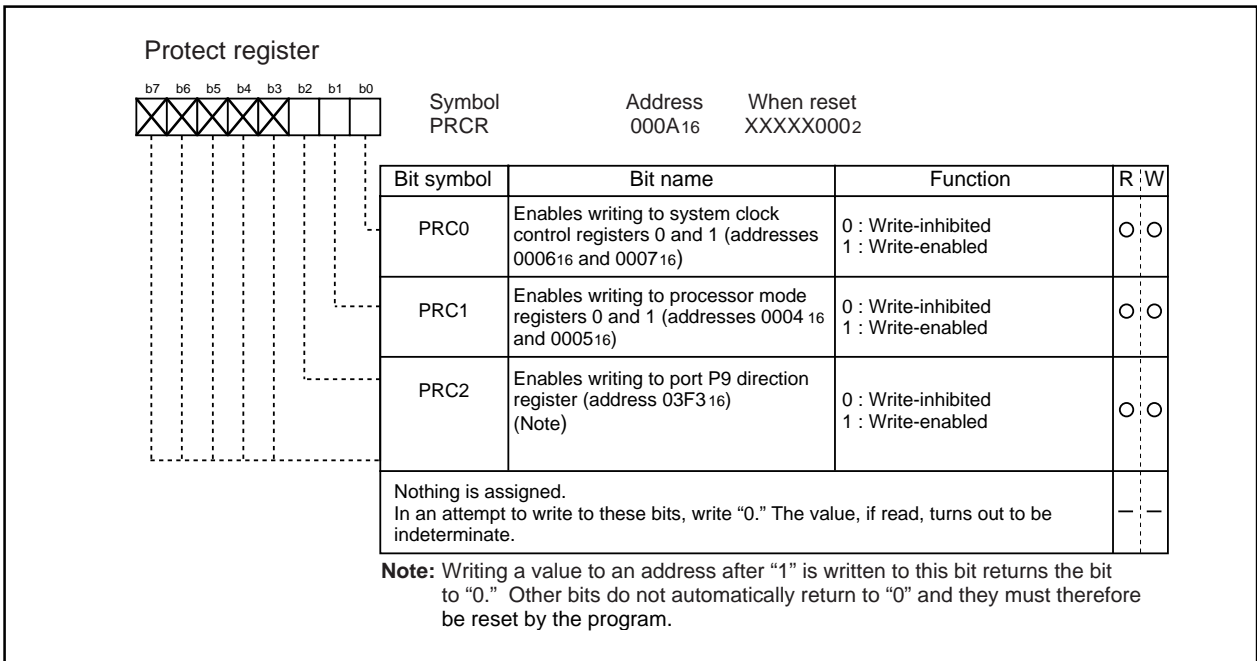 Protect register
b7 b6 b5 b4 b3 b2 b1 b0
Symbol Address When reset
PRCR 000A16 XXXXX0002
Bit symbol Bit name Function R W
PRC0
Enables writing to system clock
control registers 0 and 1 (addresses
000616 and 000716)
0 : Write-inhibited
1 : Write-enabled
PRC1
Enables writing to processor mode
registers 0 and 1 (addresses 0004 16
and 000516)
0 : Write-inhibited
1 : Write-enabled
PRC2
Enables writing to port P9 direction
register (address 03F3 16)
(Note)
0 : Write-inhibited
1 : Write-enabled
Nothing is assigned.
In an attempt to write to these bits, write “0.” The value, if read, turns out to be
indeterminate.
Note: Writing a value to an address after “1” is written to this bit returns the bit
to “0.” Other bits do not automatically return to “0” and they must therefore
be reset by the program.